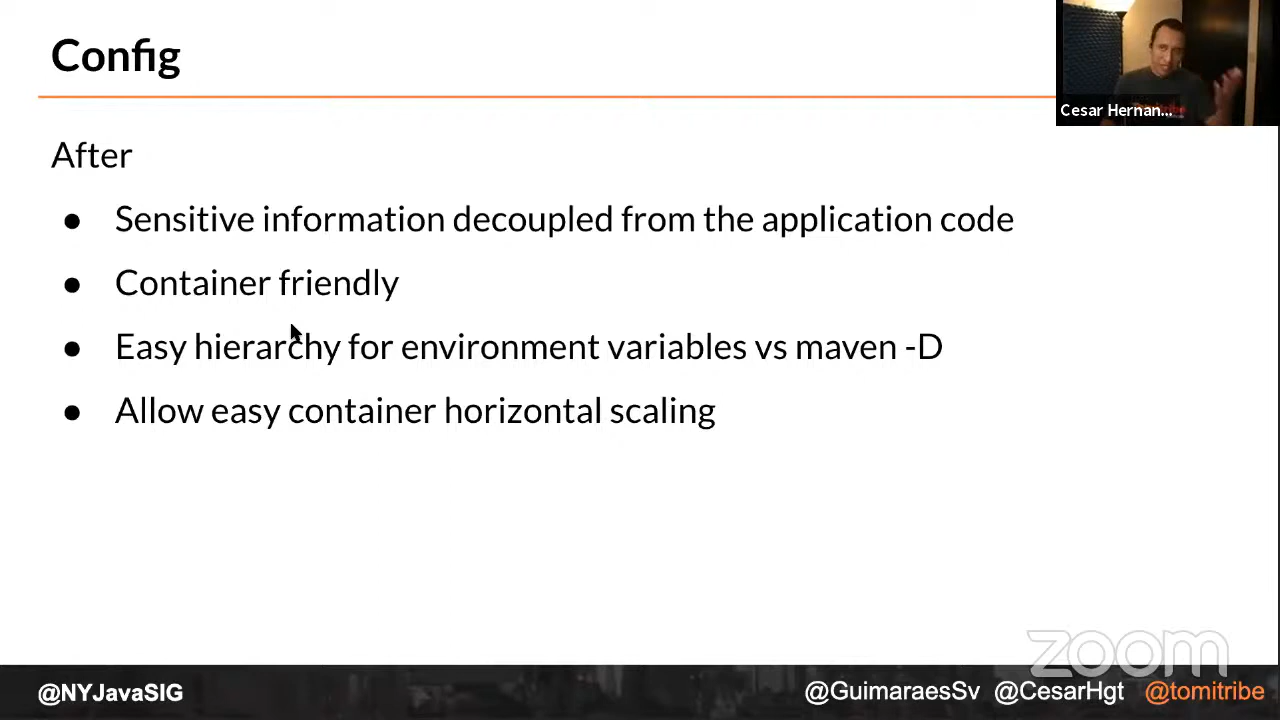 Config
Cesar Hernan...
After
● Sensitive information decoupled from the application code
● Container friendly
● Easy hierarchy for environment variables vs maven -D
● Allow easy container horizontal scaling
zoom
@NYJavaSIG
@GuimaraesSv @CesarHgt @tomitribe